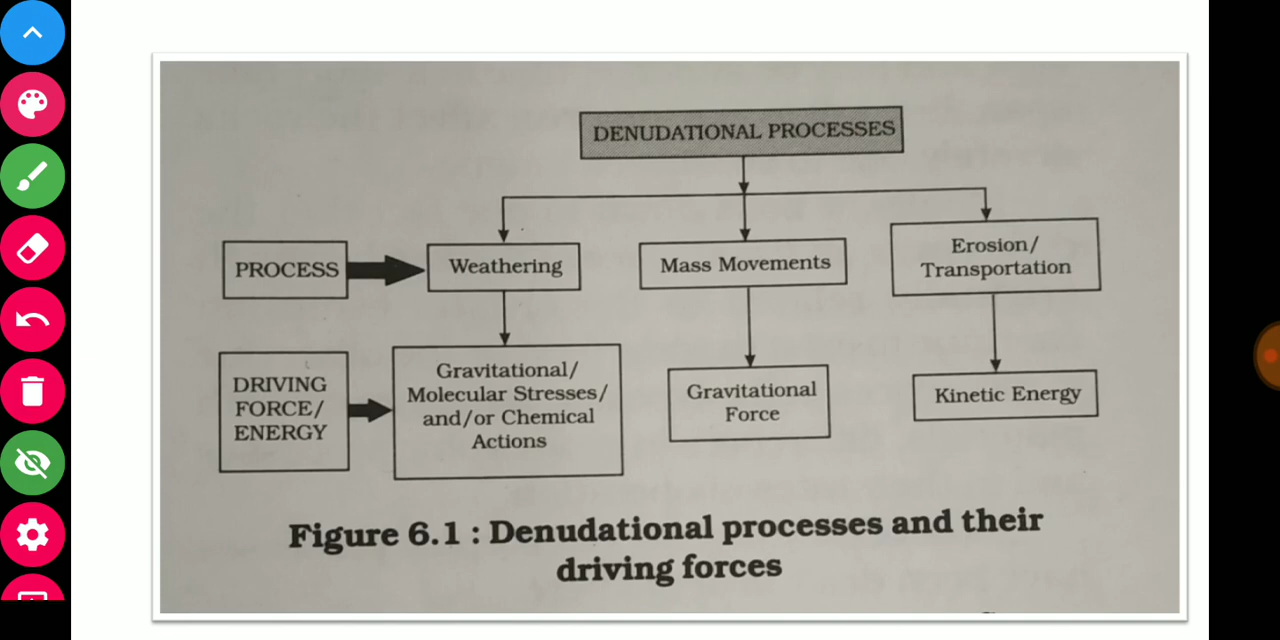 DENUDATIONAL PROCESSES
PROCESS
Weathering
Mass Movements
Erosion/
Transportation
DRIVING
FORCE/
ENERGY
Gravitational/
Molecular Stresses/
and/or Chemical
Actions
Gravitational
Force
Kinetic Energy
Figure 6.1 : Denudational processes and their
driving forces